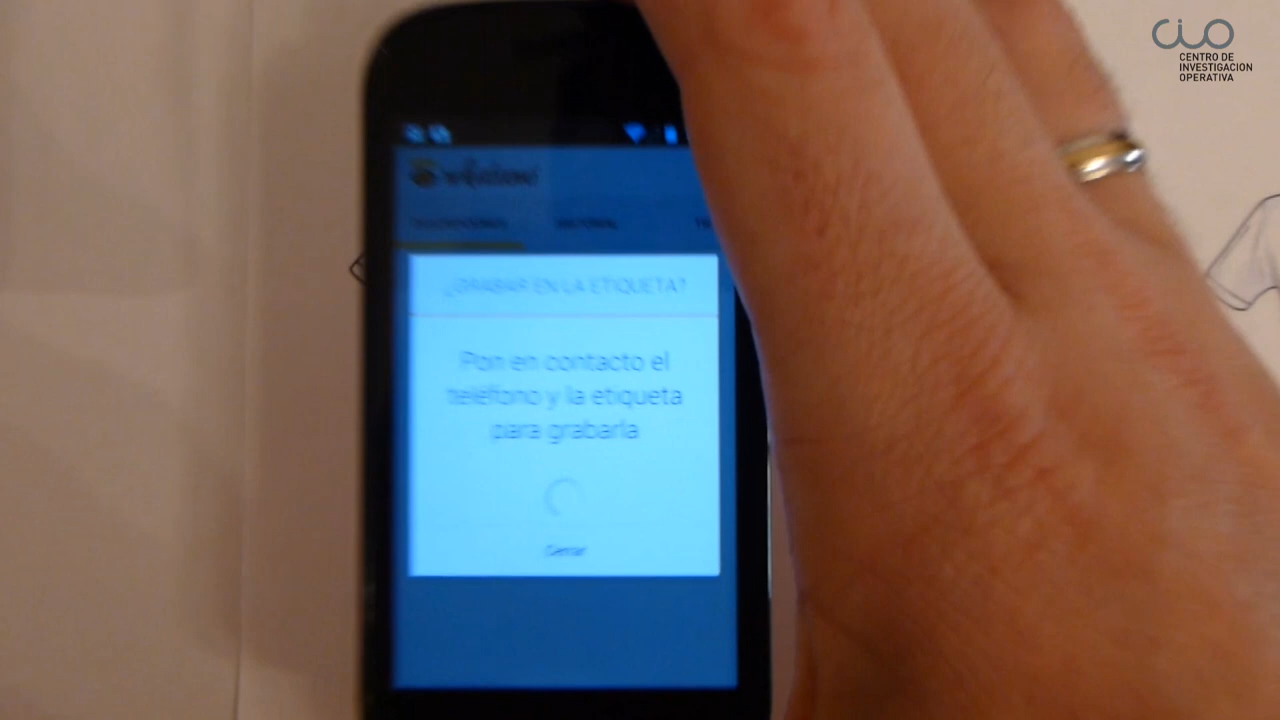 CIO
CENTRO DE
INVESTIGACION
OPERATIVA
¿GRABAR EN LA ETIQUETA?
Pon en contacto el
teléfono y la etiqueta
para grabarla
Cerrar